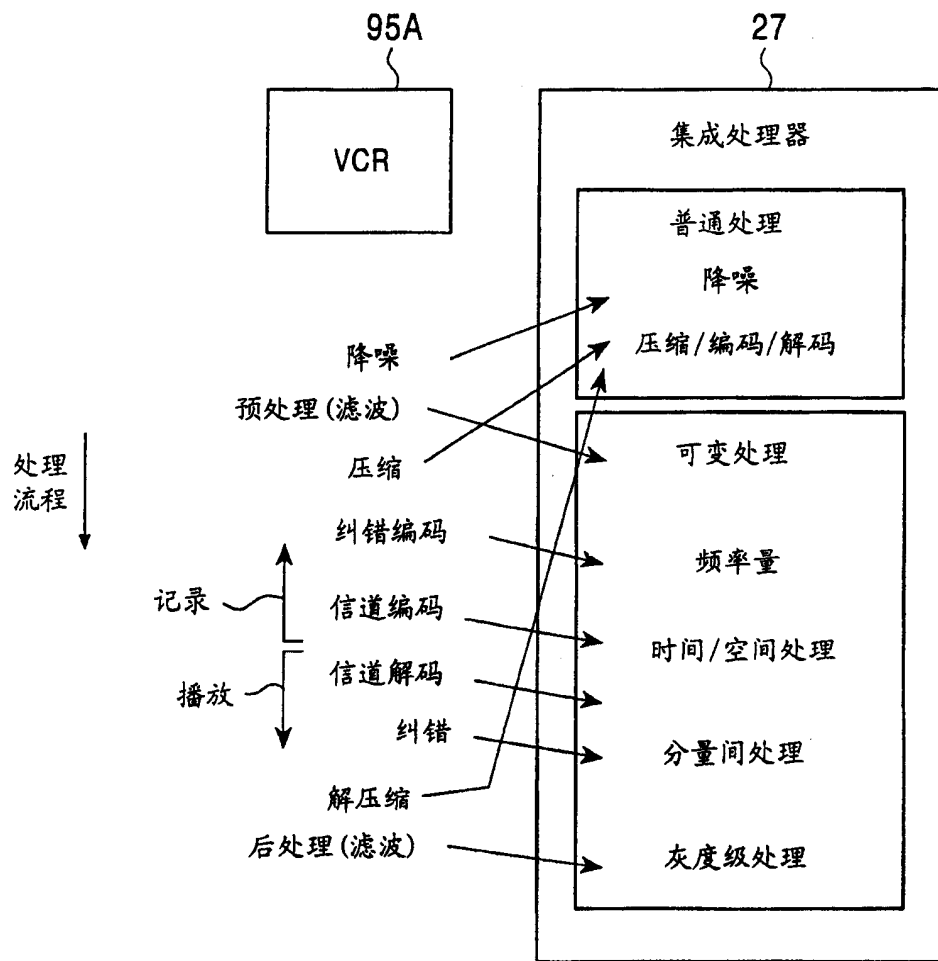 95A
27
VCR
集成处理器
普通处理
降噪
压缩/编码/解码
降噪
预处理(滤波)
压缩
纠错编码
信道编码
信道解码
纠错
解压缩
后处理(滤波)
处理
流程
记录
播放
可变处理
频率量
时间/空间处理
分量间处理
灰度级处理